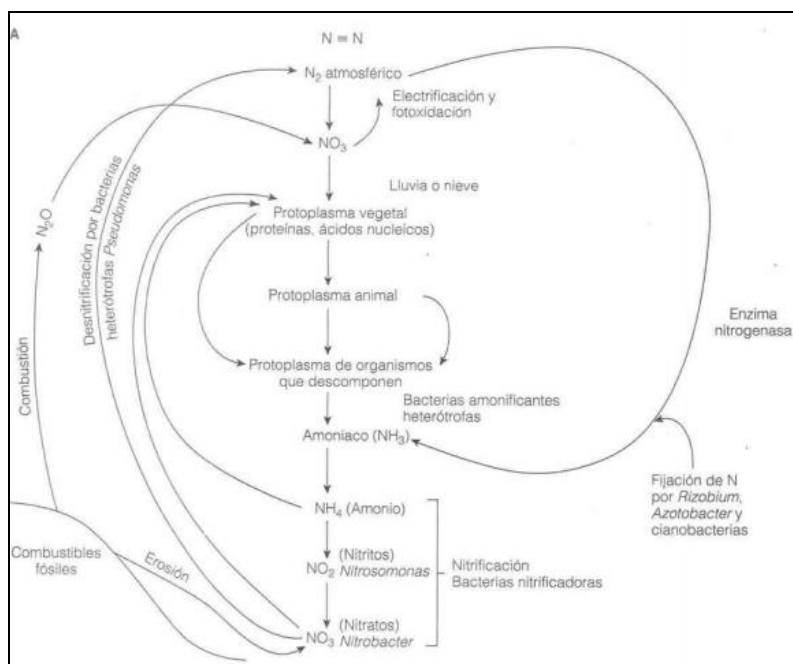 A
N ≡ N
N₂ atmosférico
Electrificación y
fotoxidación
NO₃
Lluvia o nieve
Protoplasma vegetal
(proteínas, ácidos nucleícos)
Protoplasma animal
Enzima
nitrogenasa
Protoplasma de organismos
que descomponen
Bacterias amonificantes
heterótrofas
Amoniaco (NH₃)
Fijación de N
por Rizobium,
Azotobacter y
cianobacterias
NH₄ (Amonio)
(Nitritos)
NO₂ Nitrosomonas
Nitrificación
Bacterias nitrificadoras
(Nitratos)
NO₃ Nitrobacter
N₂O
Combustión
Desnitrificación por bacterias
heterótrofas Pseudomonas
Combustibles
fósiles
Erosión